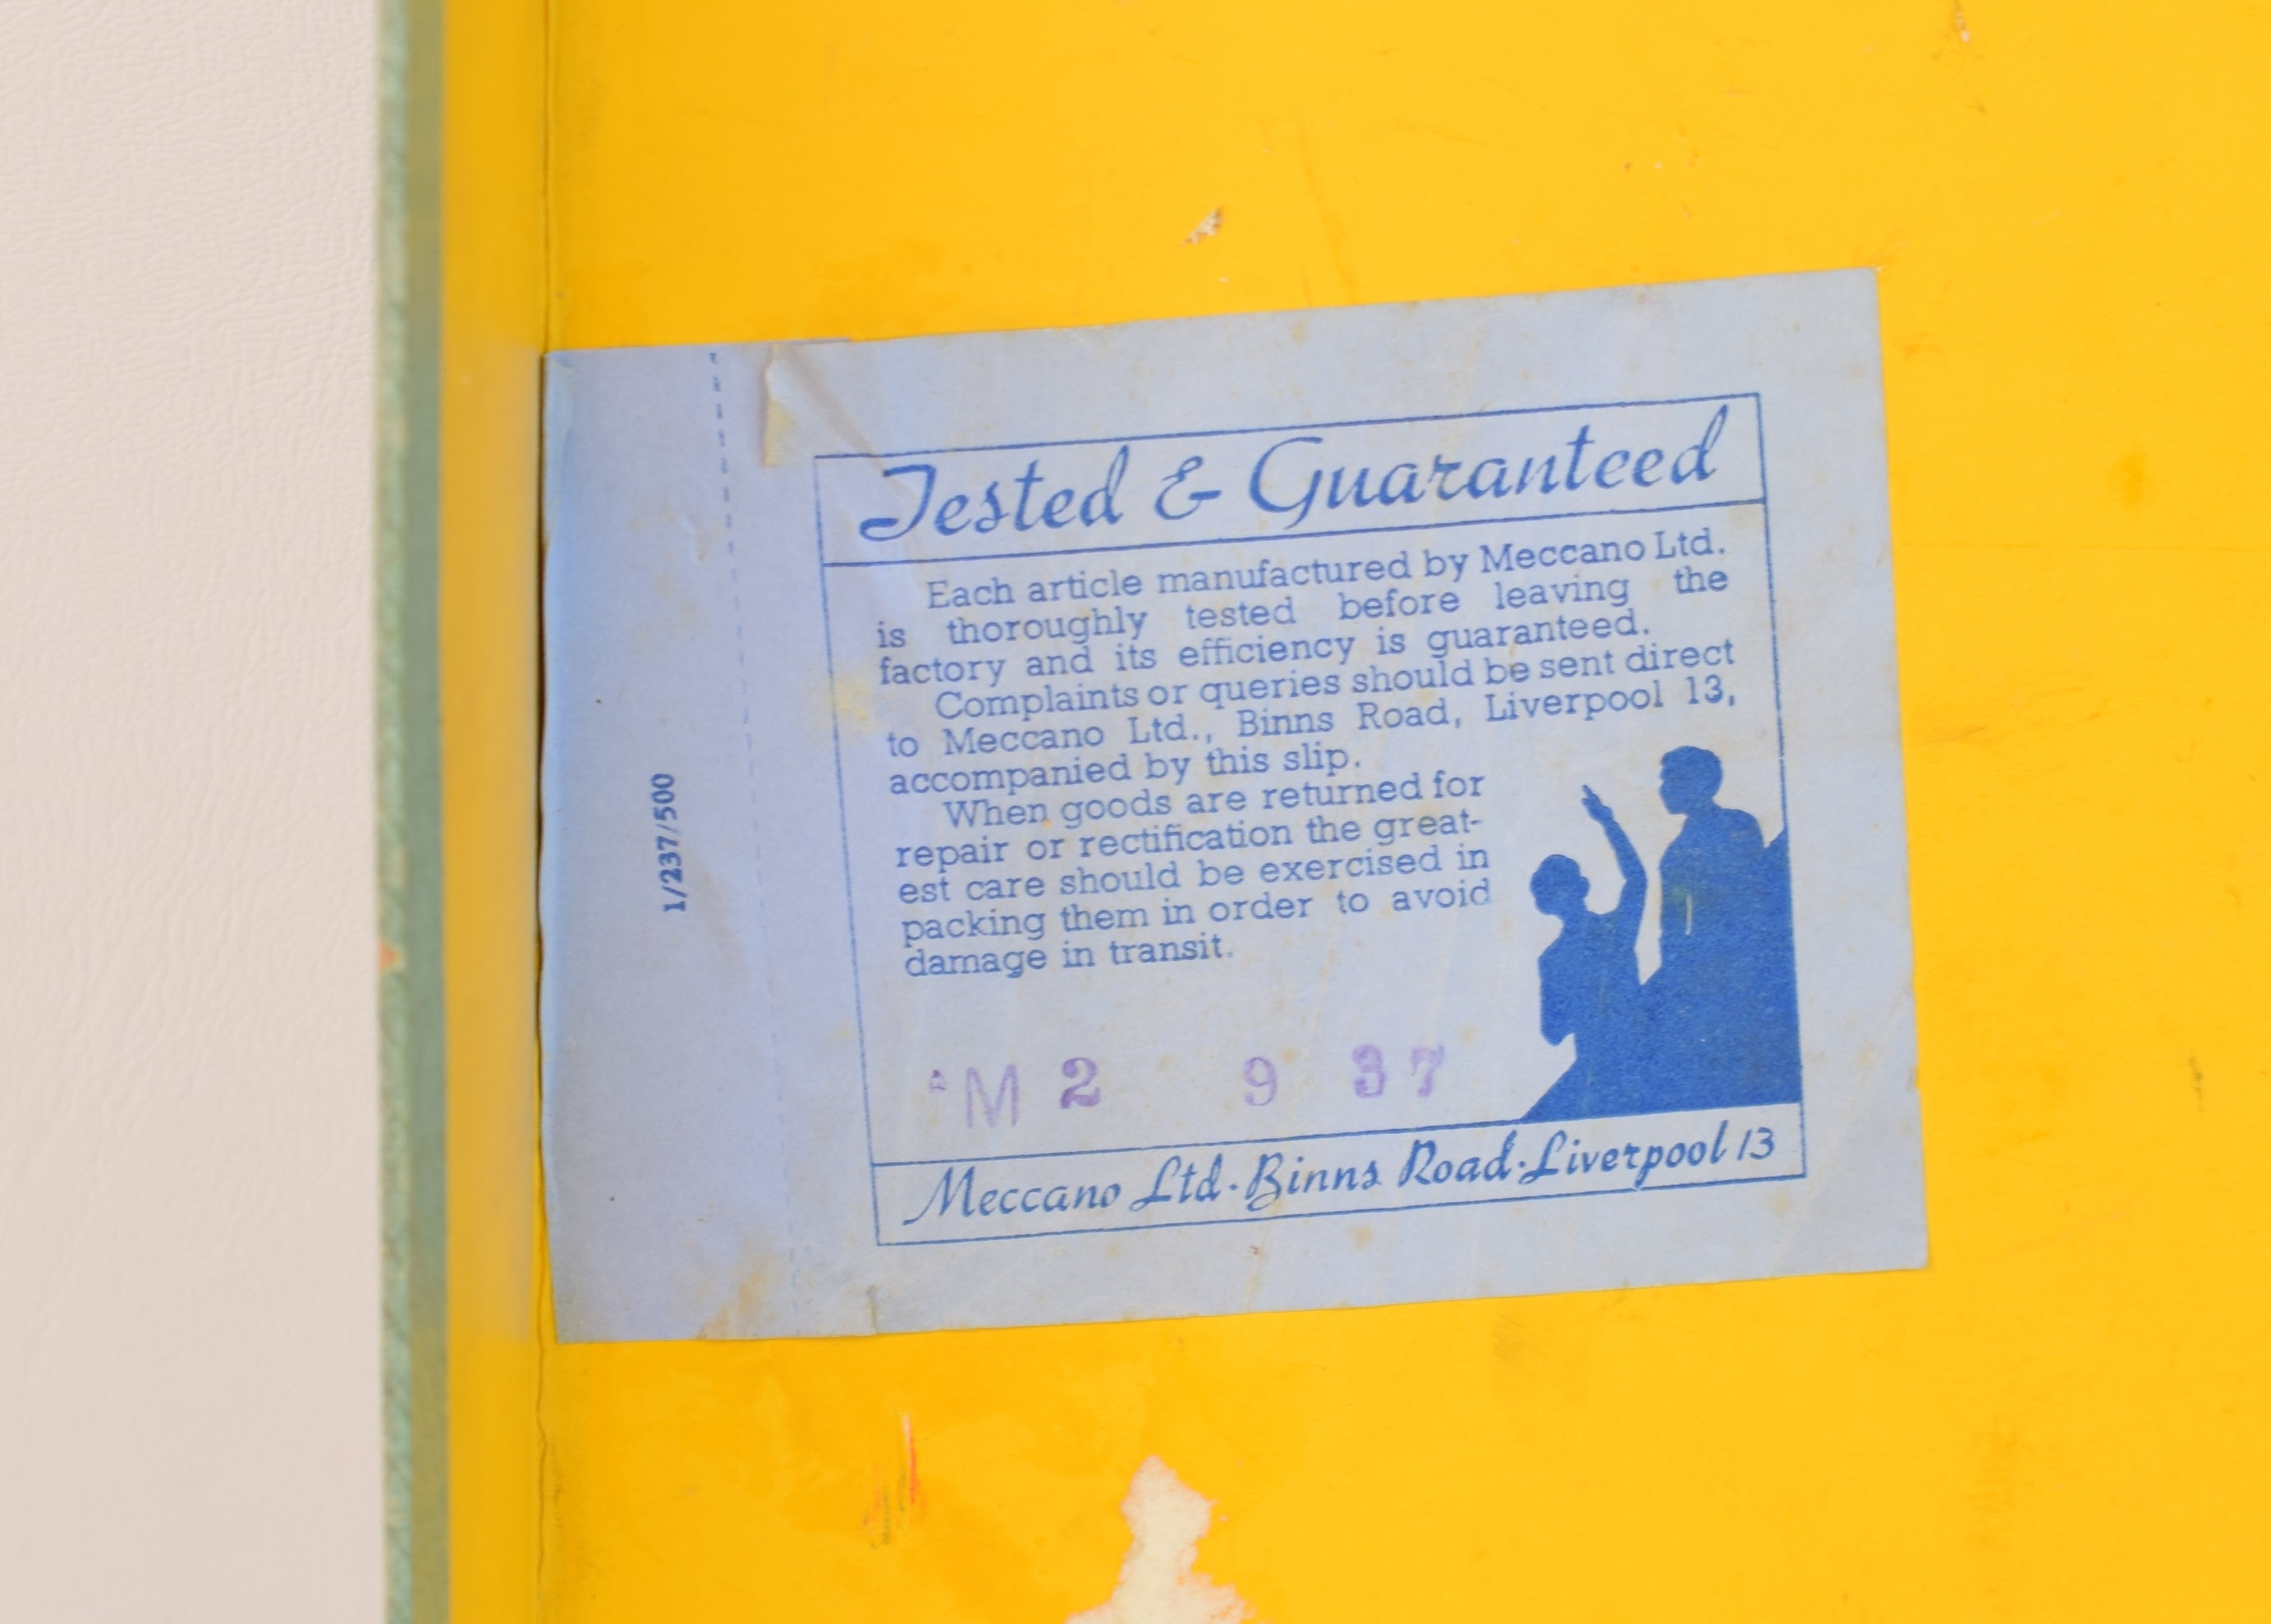 1/237/500
Tested & Guaranteed
Each article manufactured by Meccano Ltd.
is thoroughly tested before leaving the
factory and its efficiency is guaranteed.
Complaints or queries should be sent direct
to Meccano Ltd., Binns Road, Liverpool 13,
accompanied by this slip.
When goods are returned for
repair or rectification the great-
est care should be exercised in
packing them in order to avoid
damage in transit.
M 2 9 37
Meccano Ltd·Binns Road·Liverpool 13